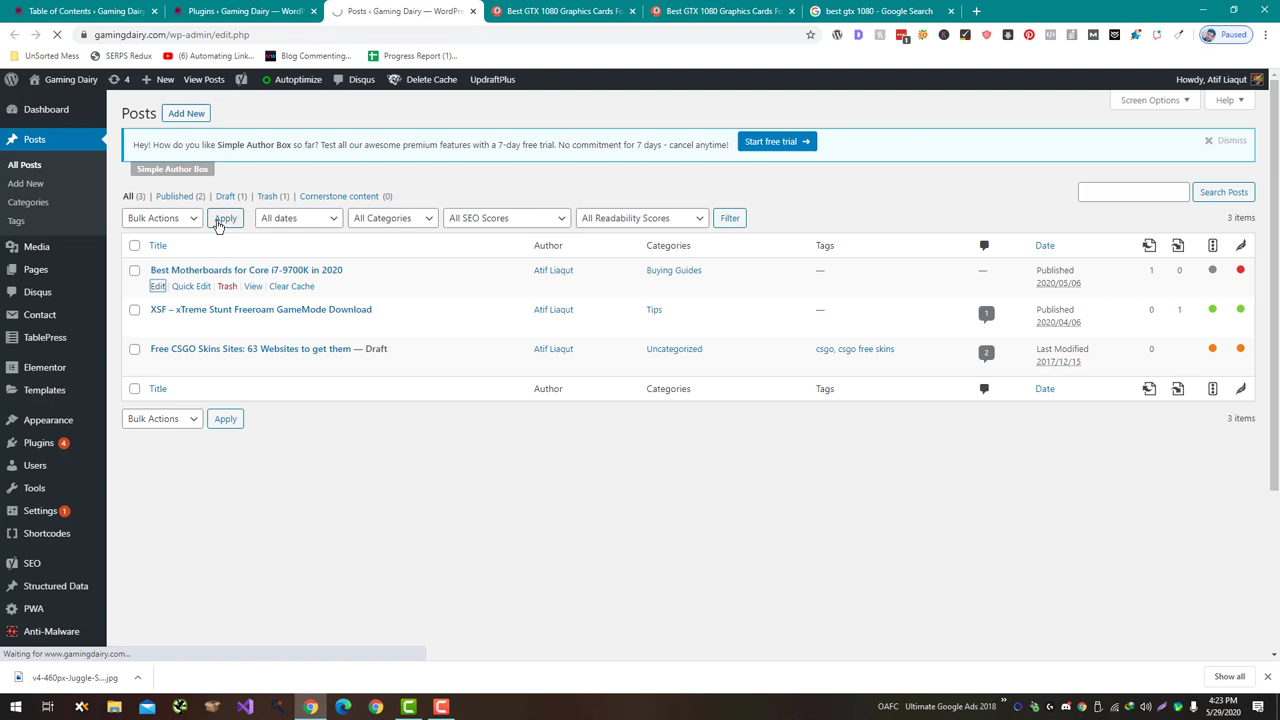 Table of Contents ‹ Gaming Dairy
Plugins ‹ Gaming Dairy — WordP
Posts ‹ Gaming Dairy — WordPre
Best GTX 1080 Graphics Cards Fo
Best GTX 1080 Graphics Cards Fo
best gtx 1080 - Google Search
gamingdairy.com/wp-admin/edit.php
Paused
UnSorted Mess
SERPS Redux
(6) Automating Link...
Blog Commenting...
Progress Report (2)...
Gaming Dairy
4
New
View Posts
Autoptimize
Disqus
Delete Cache
UpdraftPlus
Howdy, Atif Liaqut
Dashboard
Posts
All Posts
Add New
Categories
Tags
Media
Pages
Disqus
Contact
TablePress
Elementor
Templates
Appearance
Plugins 4
Users
Tools
Settings 1
Shortcodes
SEO
Structured Data
PWA
Anti-Malware
Posts Add New
Screen Options
Help
Hey! How do you like Simple Author Box so far? Test all our awesome premium features with a 7-day free trial. No commitment for 7 days - cancel anytime!
Start free trial
Dismiss
Simple Author Box
All (3) | Published (2) | Draft (1) | Trash (1) | Cornerstone content (0)
Search Posts
Bulk Actions Apply All dates All Categories All SEO Scores All Readability Scores Filter
3 items
Title Author Categories Tags Date
Best Motherboards for Core i7-9700K in 2020 Atif Liaqut Buying Guides — — Published 1 0
Edit | Quick Edit | Trash | View | Clear Cache 2020/05/06
XSF – xTreme Stunt Freeroam GameMode Download Atif Liaqut Tips — 1 Published 0 1
2020/04/06
Free CSGO Skins Sites: 63 Websites to get them — Draft Atif Liaqut Uncategorized csgo, csgo free skins 2 Last Modified 0
2017/12/15
Title Author Categories Tags Date
Bulk Actions Apply
3 items
Waiting for www.gamingdairy.com...
v4-460px-Juggle-S....jpg
Show all
OAFC
Ultimate Google Ads 2018
4:23 PM
5/29/2020